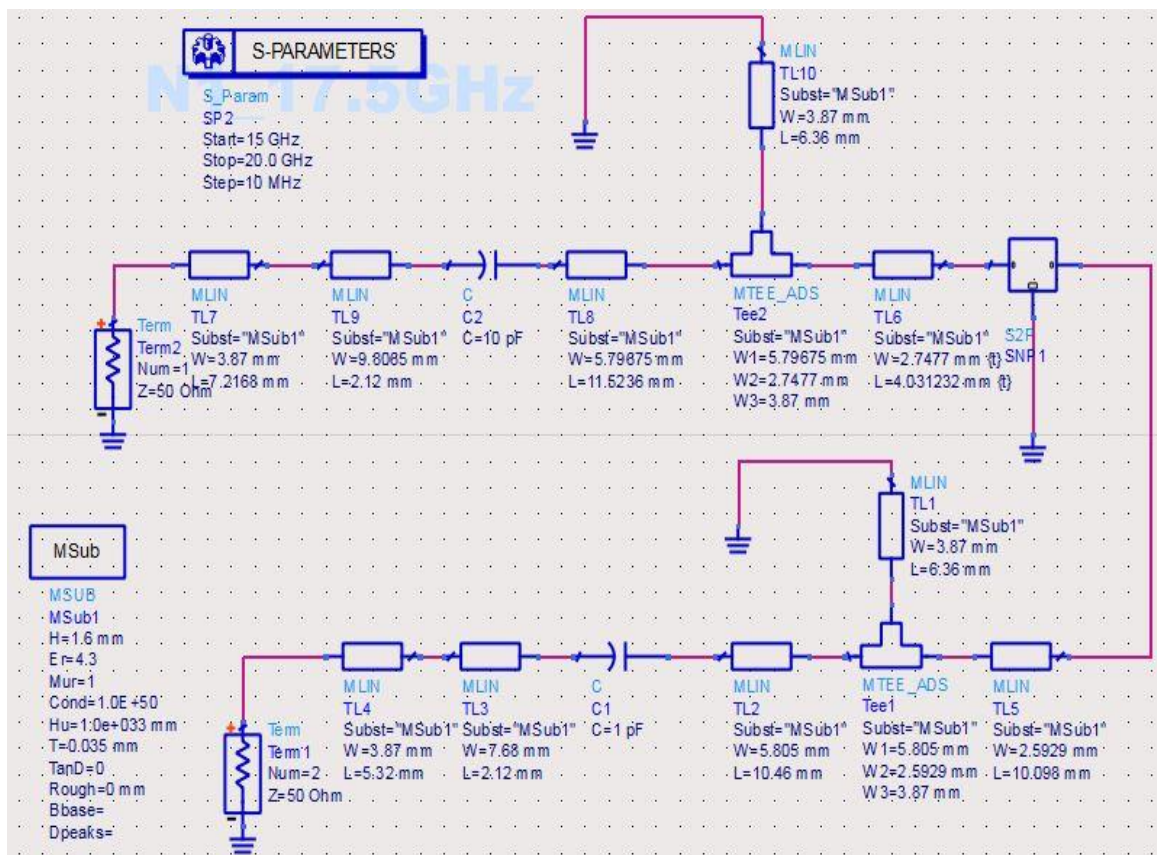 S-PARAMETERS
N1_17.5GHz
S_Param
SP2
Start=15 GHz
Stop=20.0 GHz
Step=10 MHz
MLIN
TL10
Subst="MSub1"
W=3.87 mm
L=6.36 mm
Term
Term2
Num=1
Z=50 Ohm
MLIN
TL7
Subst="MSub1"
W=3.87 mm
L=7.2168 mm
MLIN
TL9
Subst="MSub1"
W=9.8065 mm
L=2.12 mm
C
C2
C=10 pF
MLIN
TL8
Subst="MSub1"
W=5.79675 mm
L=11.5236 mm
MTEE_ADS
Tee2
Subst="MSub1"
W1=5.79675 mm
W2=2.7477 mm
W3=3.87 mm
MLIN
TL6
Subst="MSub1"
W=2.7477 mm {t}
L=4.031232 mm {t}
S2P
SNP1
MLIN
TL1
Subst="MSub1"
W=3.87 mm
L=6.36 mm
MSub
MSUB
MSub1
H=1.6 mm
Er=4.3
Mur=1
Cond=1.0E+50
Hu=1.0e+033 mm
T=0.035 mm
TanD=0
Rough=0 mm
Bbase=
Dpeaks=
Term
Term1
Num=2
Z=50 Ohm
MLIN
TL4
Subst="MSub1"
W=3.87 mm
L=5.32 mm
MLIN
TL3
Subst="MSub1"
W=7.68 mm
L=2.12 mm
C
C1
C=1 pF
MLIN
TL2
Subst="MSub1"
W=5.805 mm
L=10.46 mm
MTEE_ADS
Tee1
Subst="MSub1"
W1=5.805 mm
W2=2.5929 mm
W3=3.87 mm
MLIN
TL5
Subst="MSub1"
W=2.5929 mm
L=10.098 mm